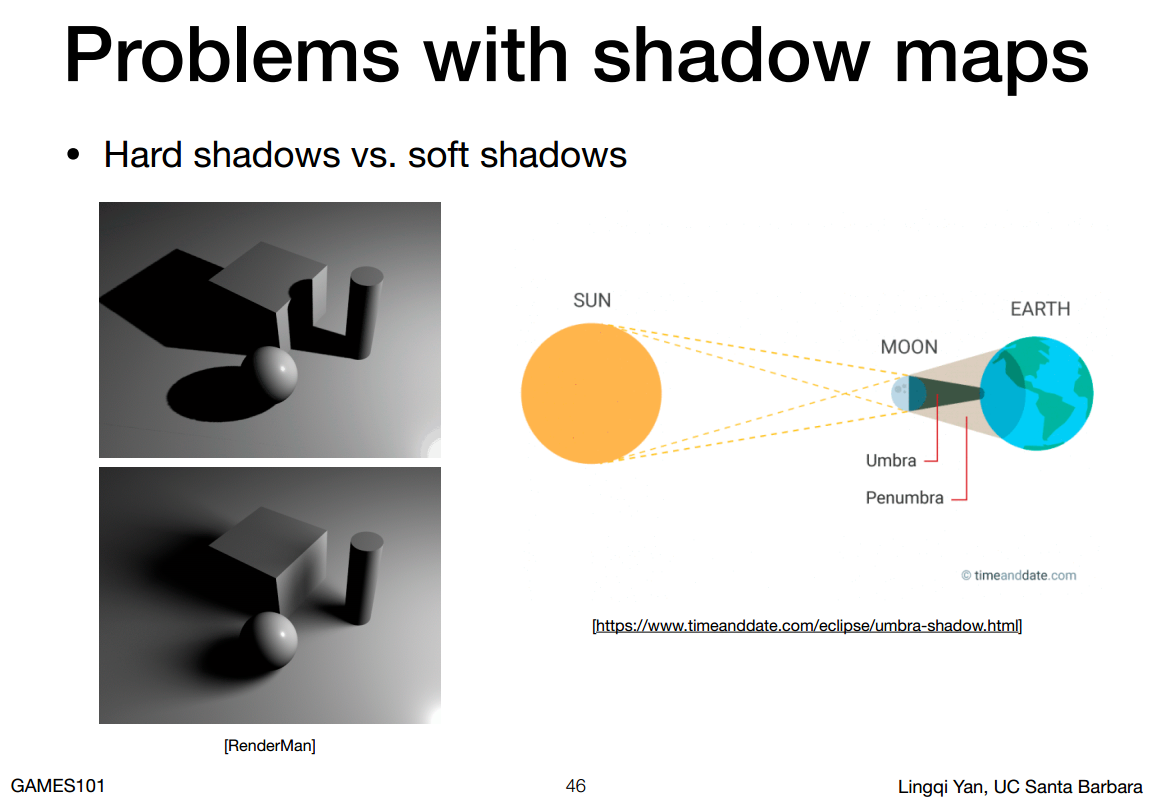 Problems with shadow maps
• Hard shadows vs. soft shadows
SUN
EARTH
MOON
Umbra
Penumbra
© timeanddate.com
[https://www.timeanddate.com/eclipse/umbra-shadow.html]
[RenderMan]
GAMES101
46
Lingqi Yan, UC Santa Barbara